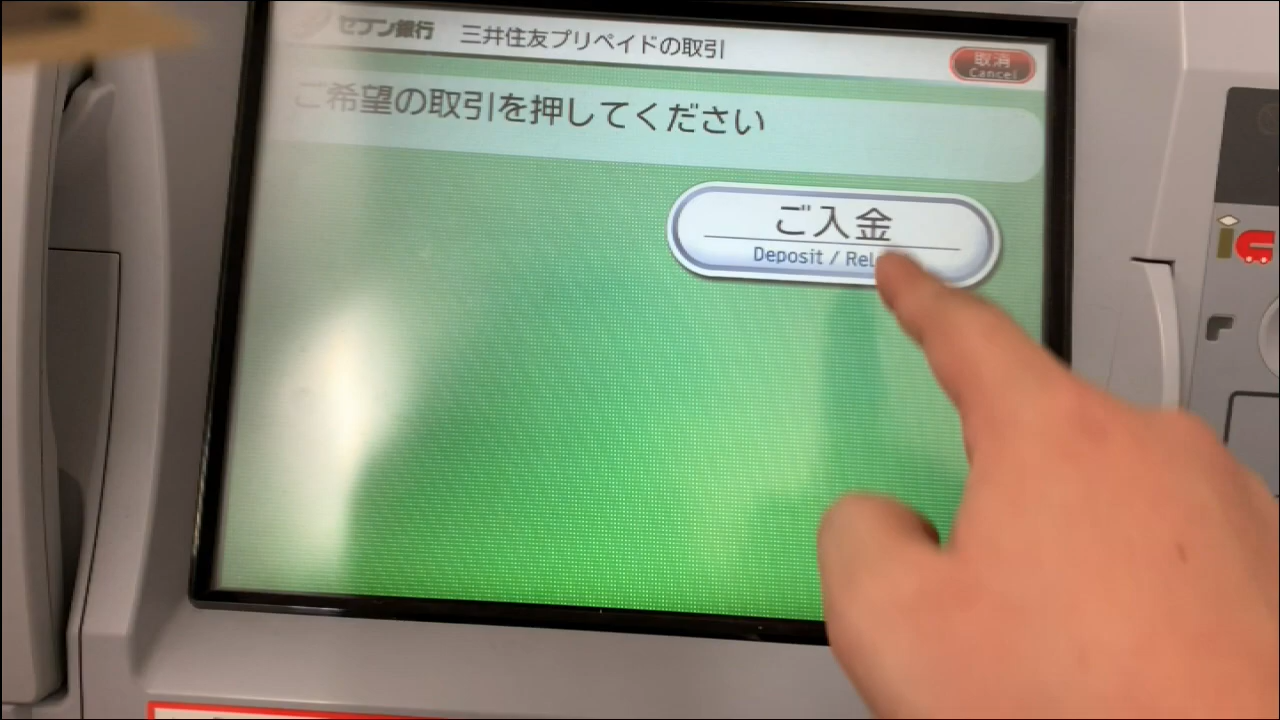 セブン銀行 三井住友プリペイドの取引
取消
Cancel
ご希望の取引を押してください
ご入金
Deposit / Rel